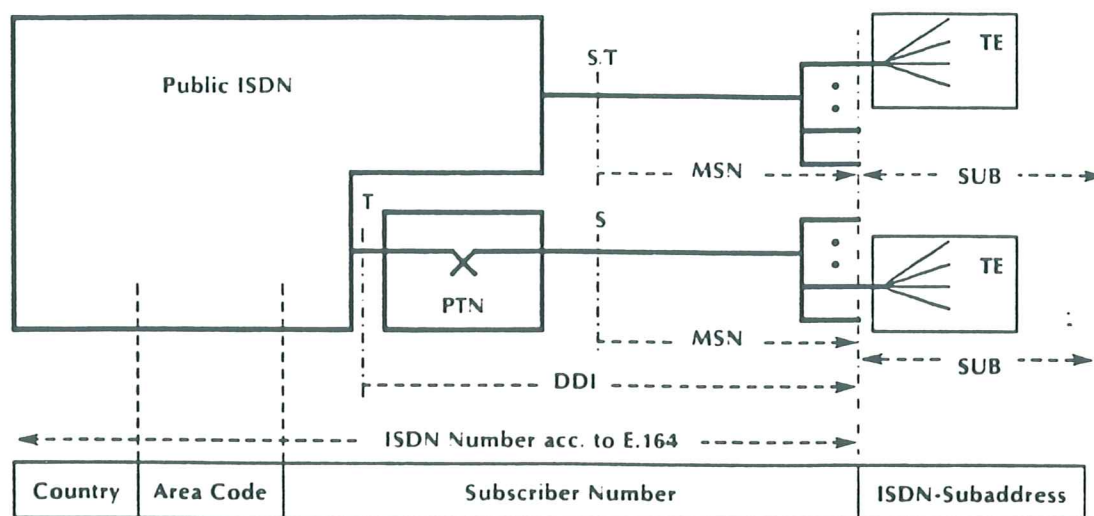 Public ISDN
S,T
TE
MSN
SUB
T
S
TE
PTN
MSN
SUB
DDI
ISDN Number acc. to E.164
Country
Area Code
Subscriber Number
ISDN-Subaddress